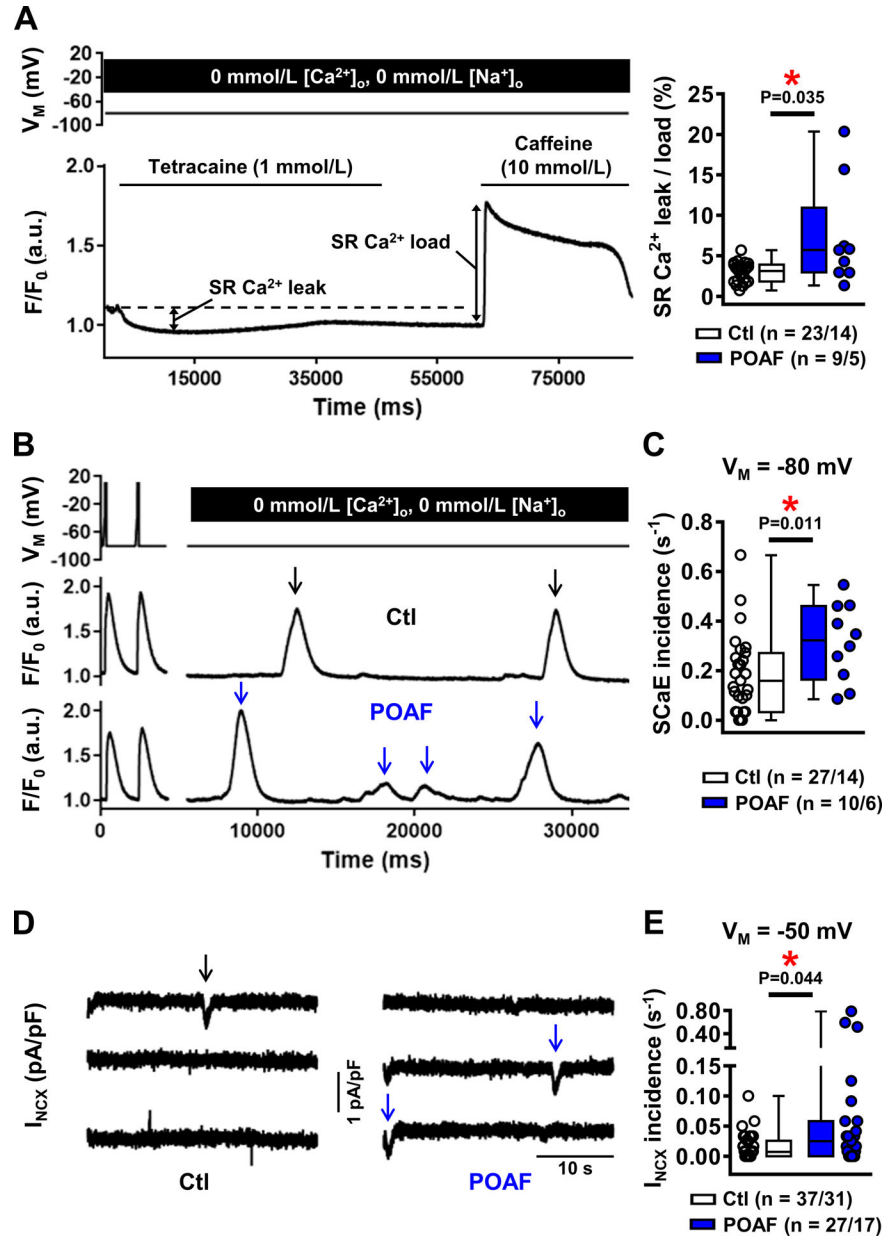 A
V_M (mV)
20
-20
-60
-100
0 mmol/L [Ca²⁺]ₒ, 0 mmol/L [Na⁺]ₒ
F/F₀ (a.u.)
2.0
1.5
1.0
Tetracaine (1 mmol/L)
Caffeine
(10 mmol/L)
SR Ca²⁺ load
SR Ca²⁺ leak
15000 35000 55000 75000
Time (ms)
SR Ca²⁺ leak / load (%)
25
20
15
10
5
0
*
P=0.035
Ctl (n = 23/14)
POAF (n = 9/5)
B
V_M (mV)
20
-20
-60
-100
0 mmol/L [Ca²⁺]ₒ, 0 mmol/L [Na⁺]ₒ
F/F₀ (a.u.)
2.0
1.5
1.0
Ctl
F/F₀ (a.u.)
2.0
1.5
1.0
POAF
0 10000 20000 30000
Time (ms)
C
V_M = -80 mV
*
P=0.011
SCaE incidence (s⁻¹)
0.8
0.6
0.4
0.2
0.0
Ctl (n = 27/14)
POAF (n = 10/6)
D
I_NCX (pA/pF)
1 pA/pF
10 s
Ctl
POAF
E
V_M = -50 mV
*
P=0.044
I_NCX incidence (s⁻¹)
0.80
0.40
0.15
0.10
0.05
0.00
Ctl (n = 37/31)
POAF (n = 27/17)